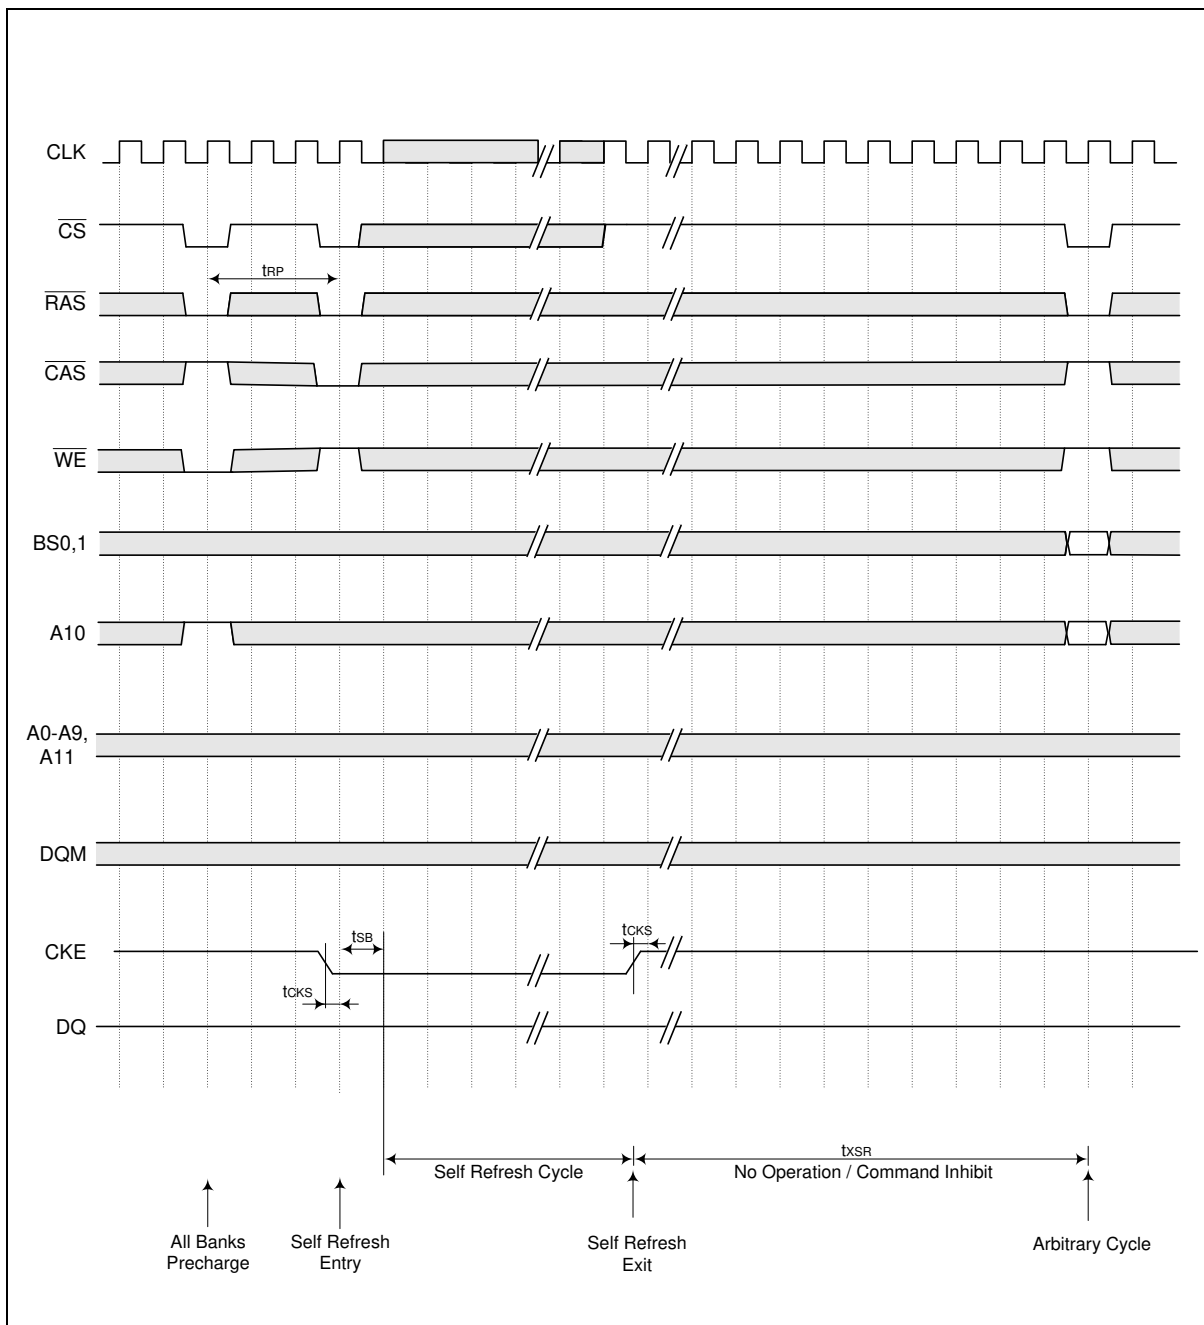 CLK
CS
tRP
RAS
CAS
WE
BS0,1
A10
A0-A9,
A11
DQM
tSB
tCKS
CKE
tCKS
DQ
tXSR
Self Refresh Cycle
No Operation / Command Inhibit
All Banks
Precharge
Self Refresh
Entry
Self Refresh
Exit
Arbitrary Cycle